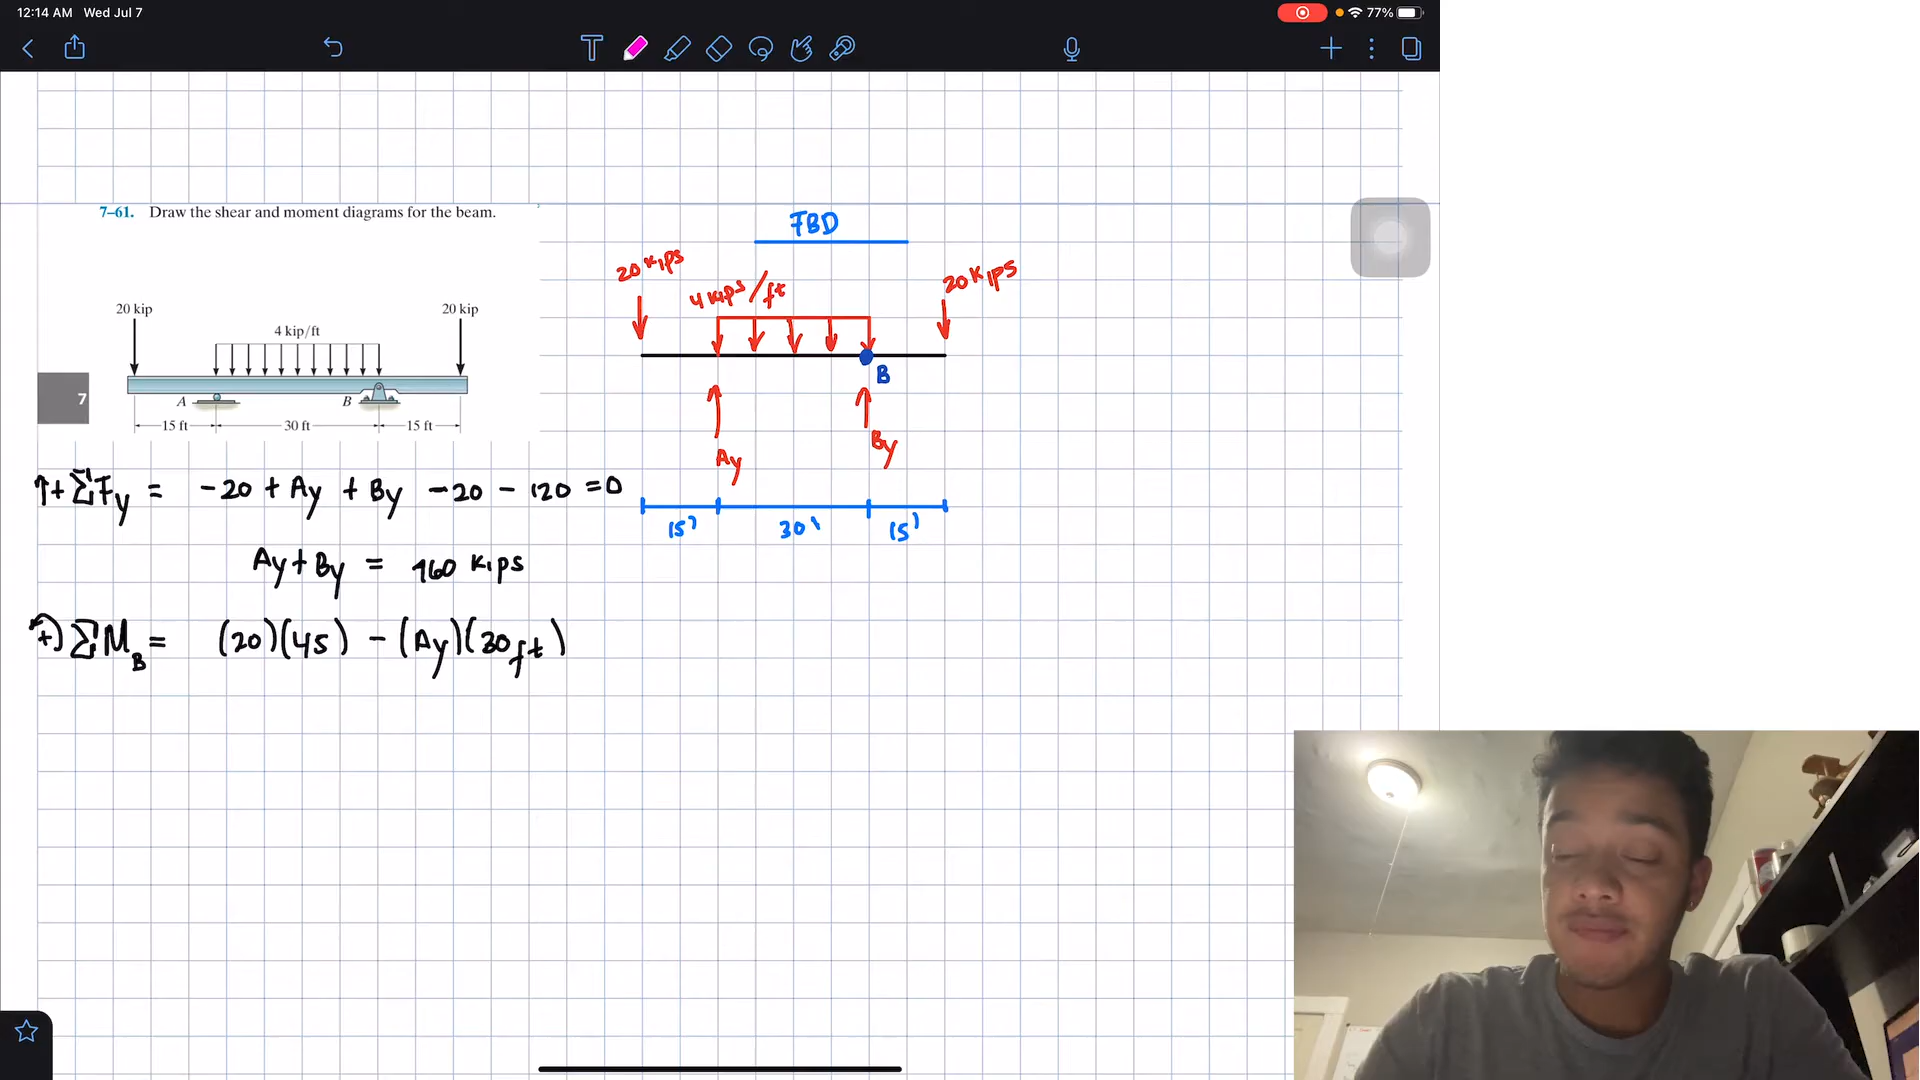 12:14 AM Wed Jul 7
77%
7–61. Draw the shear and moment diagrams for the beam.
20 kip
20 kip
4 kip/ft
A
B
7
15 ft
30 ft
15 ft
FBD
20 kips
4 kips/ft
20 kips
B
Ay
By
15'
30'
15'
↑+ ΣFy = -20 + Ay + By -20 - 120 = 0
Ay + By = 160 kips
+) ΣM_B = (20)(45) - (Ay)(30ft)